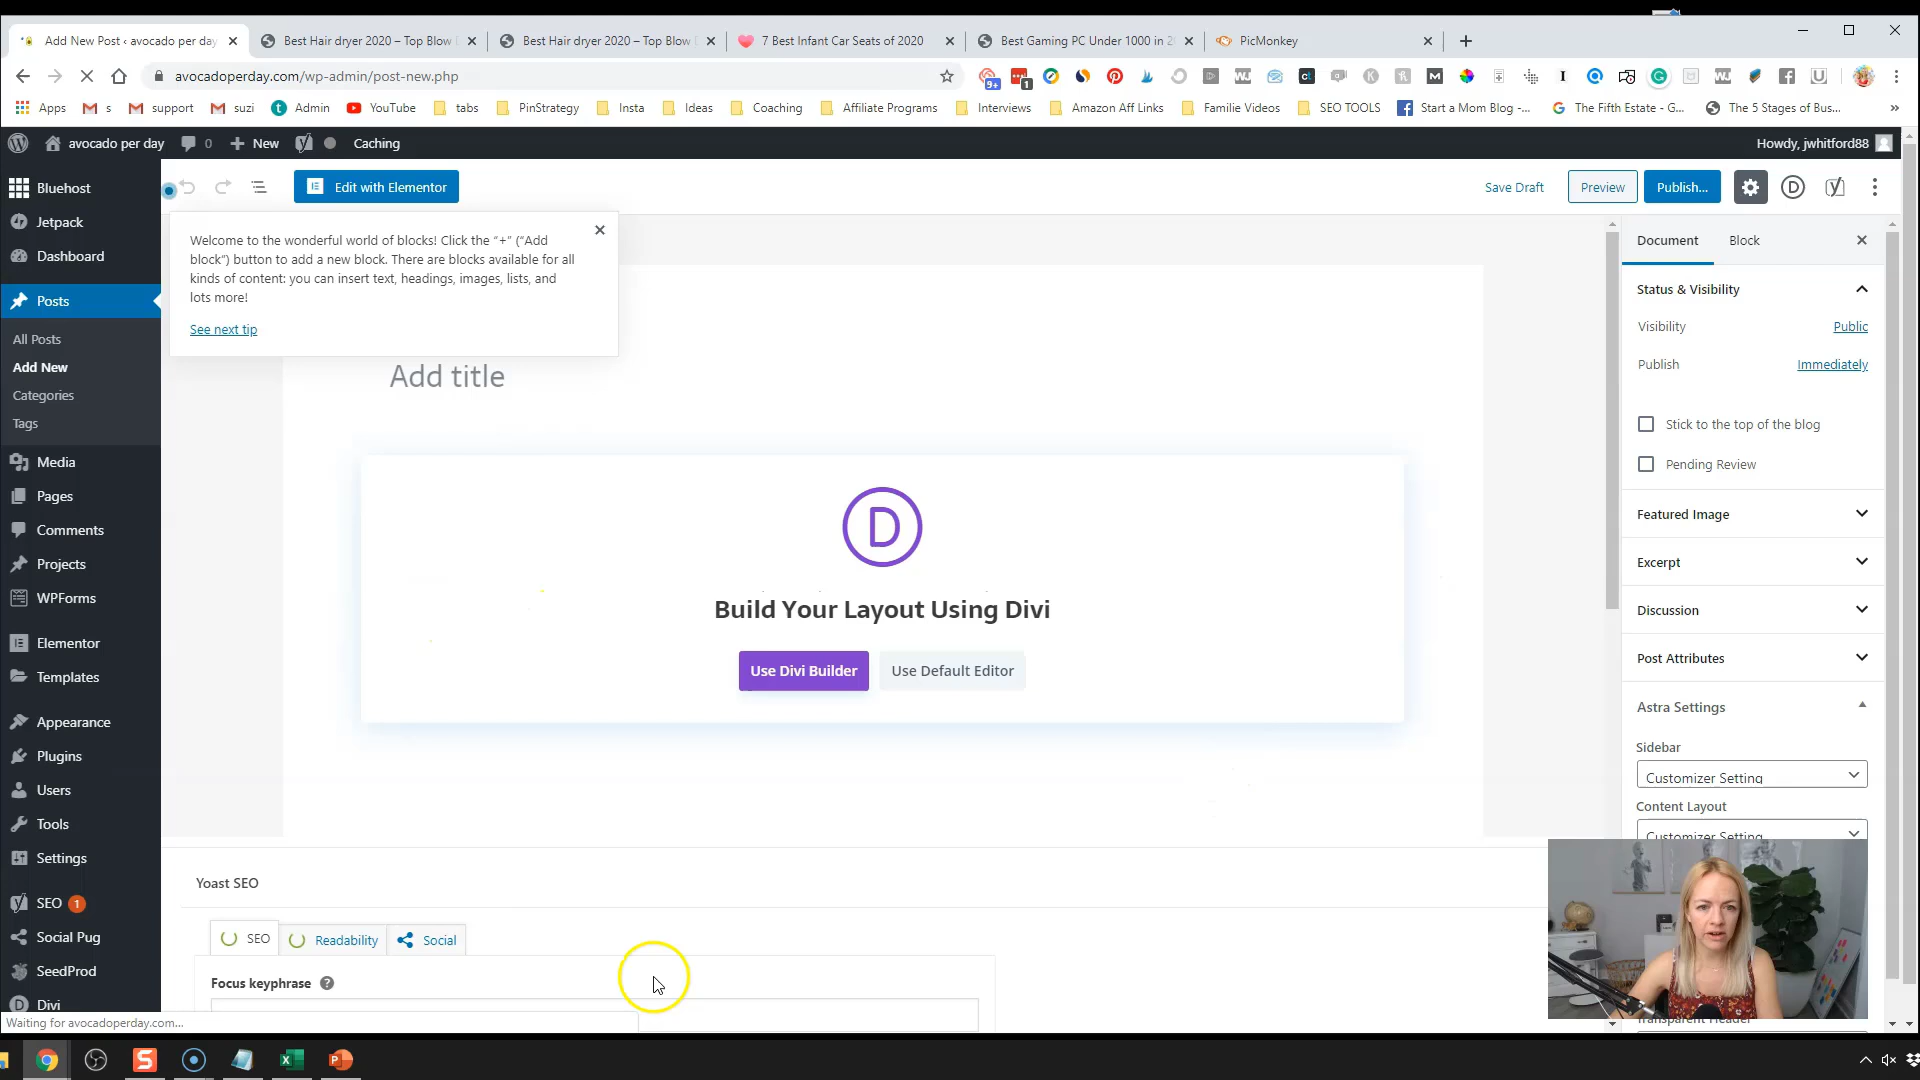 Add New Post ‹ avocado per day
Best Hair dryer 2020 – Top Blow
Best Hair dryer 2020 – Top Blow
7 Best Infant Car Seats of 2020
Best Gaming PC Under 1000 in 2
PicMonkey
avocadoperday.com/wp-admin/post-new.php
Apps
s
support
suzi
Admin
YouTube
tabs
PinStrategy
Insta
Ideas
Coaching
Affiliate Programs
Interviews
Amazon Aff Links
Familie Videos
SEO TOOLS
Start a Mom Blog -...
The Fifth Estate - G...
The 5 Stages of Bus...
avocado per day
0
New
Caching
Howdy, jwhitford88
Bluehost
Jetpack
Dashboard
Posts
All Posts
Add New
Categories
Tags
Media
Pages
Comments
Projects
WPForms
Elementor
Templates
Appearance
Plugins
Users
Tools
Settings
SEO 1
Social Pug
SeedProd
Divi
Edit with Elementor
Save Draft
Preview
Publish...
Welcome to the wonderful world of blocks! Click the “+” (“Add
block”) button to add a new block. There are blocks available for all
kinds of content: you can insert text, headings, images, lists, and
lots more!
See next tip
Add title
D
Build Your Layout Using Divi
Use Divi Builder
Use Default Editor
Yoast SEO
SEO
Readability
Social
Focus keyphrase
Document
Block
Status & Visibility
Visibility
Public
Publish
Immediately
Stick to the top of the blog
Pending Review
Featured Image
Excerpt
Discussion
Post Attributes
Astra Settings
Sidebar
Customizer Setting
Content Layout
Customizer Setting
Transparent Header
Waiting for avocadoperday.com...